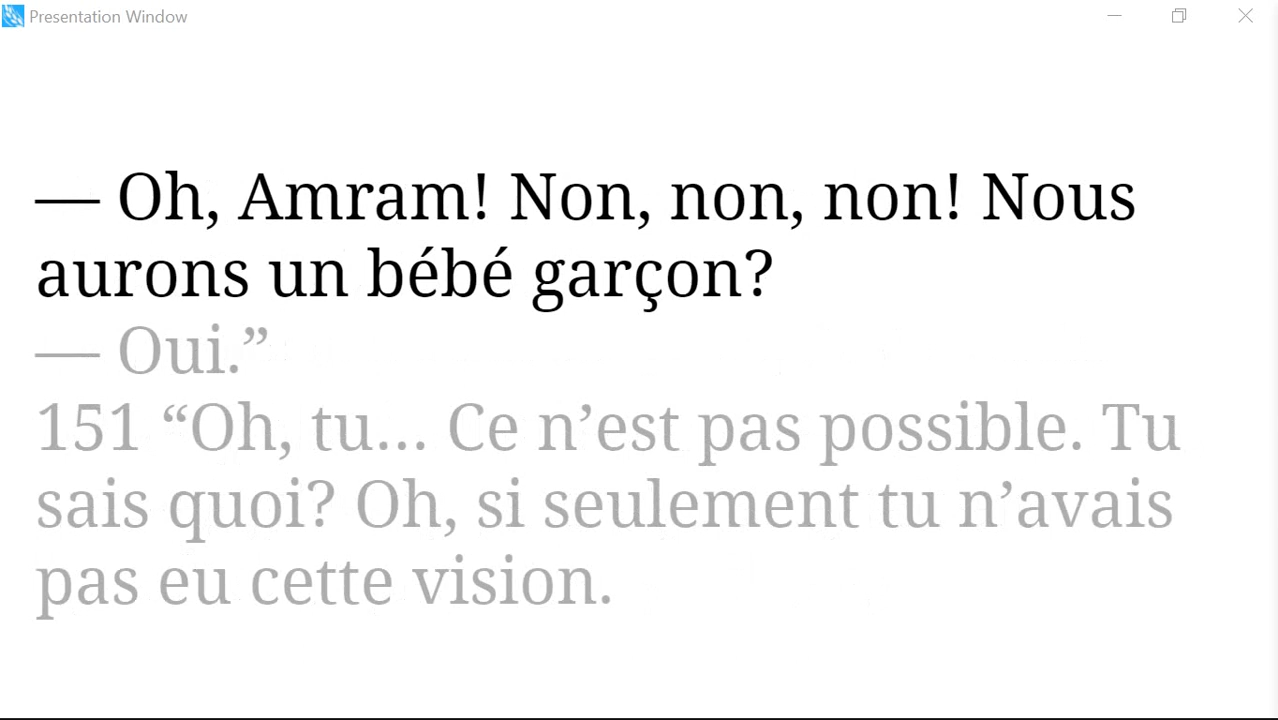 Presentation Window
— Oh, Amram! Non, non, non! Nous
aurons un bébé garçon?
— Oui.”
151 “Oh, tu… Ce n’est pas possible. Tu
sais quoi? Oh, si seulement tu n’avais
pas eu cette vision.